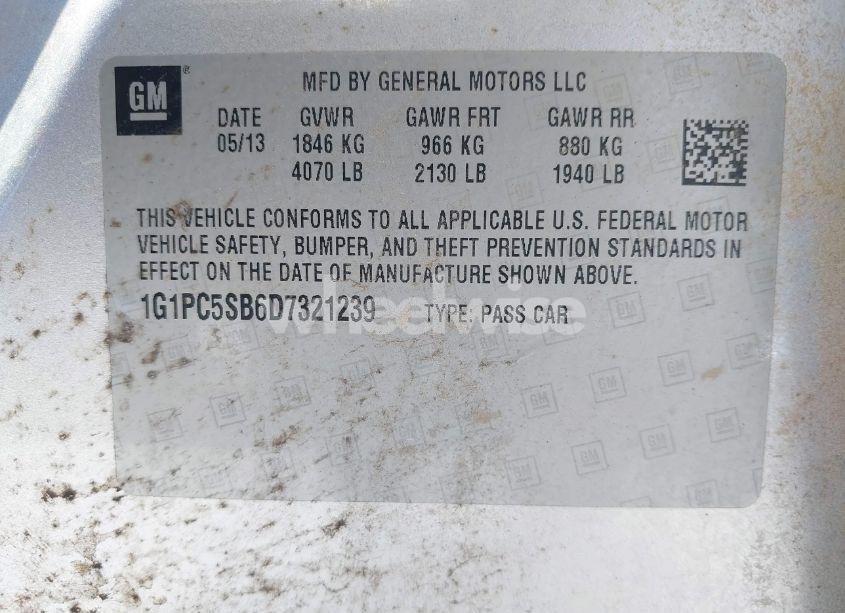 GM ® MFD BY GENERAL MOTORS LLC
DATE GVWR GAWR FRT GAWR RR
05/13 1846 KG 966 KG 880 KG
4070 LB 2130 LB 1940 LB
THIS VEHICLE CONFORMS TO ALL APPLICABLE U.S. FEDERAL MOTOR
VEHICLE SAFETY, BUMPER, AND THEFT PREVENTION STANDARDS IN
EFFECT ON THE DATE OF MANUFACTURE SHOWN ABOVE.
1G1PC5SB6D7321239 TYPE: PASS CAR
wheelwise